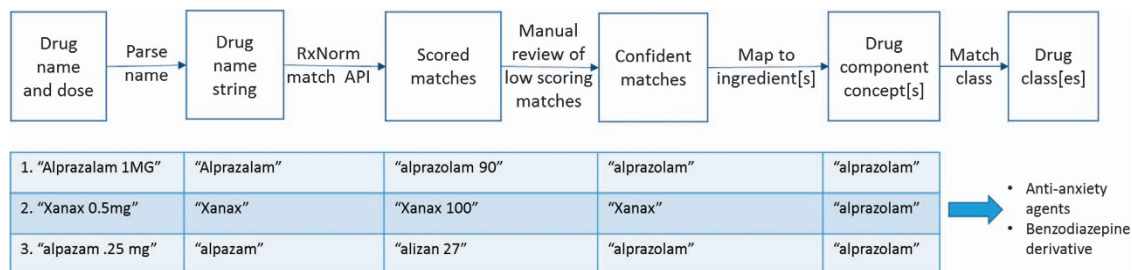 Drug
name
and dose
Parse
name
Drug
name
string
RxNorm
match API
Scored
matches
Manual
review of
low scoring
matches
Confident
matches
Map to
ingredient[s]
Drug
component
concept[s]
Match
class
Drug
class[es]
1. “Alprazalam 1MG” “Alprazalam” “alprazolam 90” “alprazolam” “alprazolam”
2. “Xanax 0.5mg” “Xanax” “Xanax 100” “Xanax” “alprazolam”
3. “alpazam .25 mg” “alpazam” “alizan 27” “alprazolam” “alprazolam”
• Anti-anxiety
agents
• Benzodiazepine
derivative